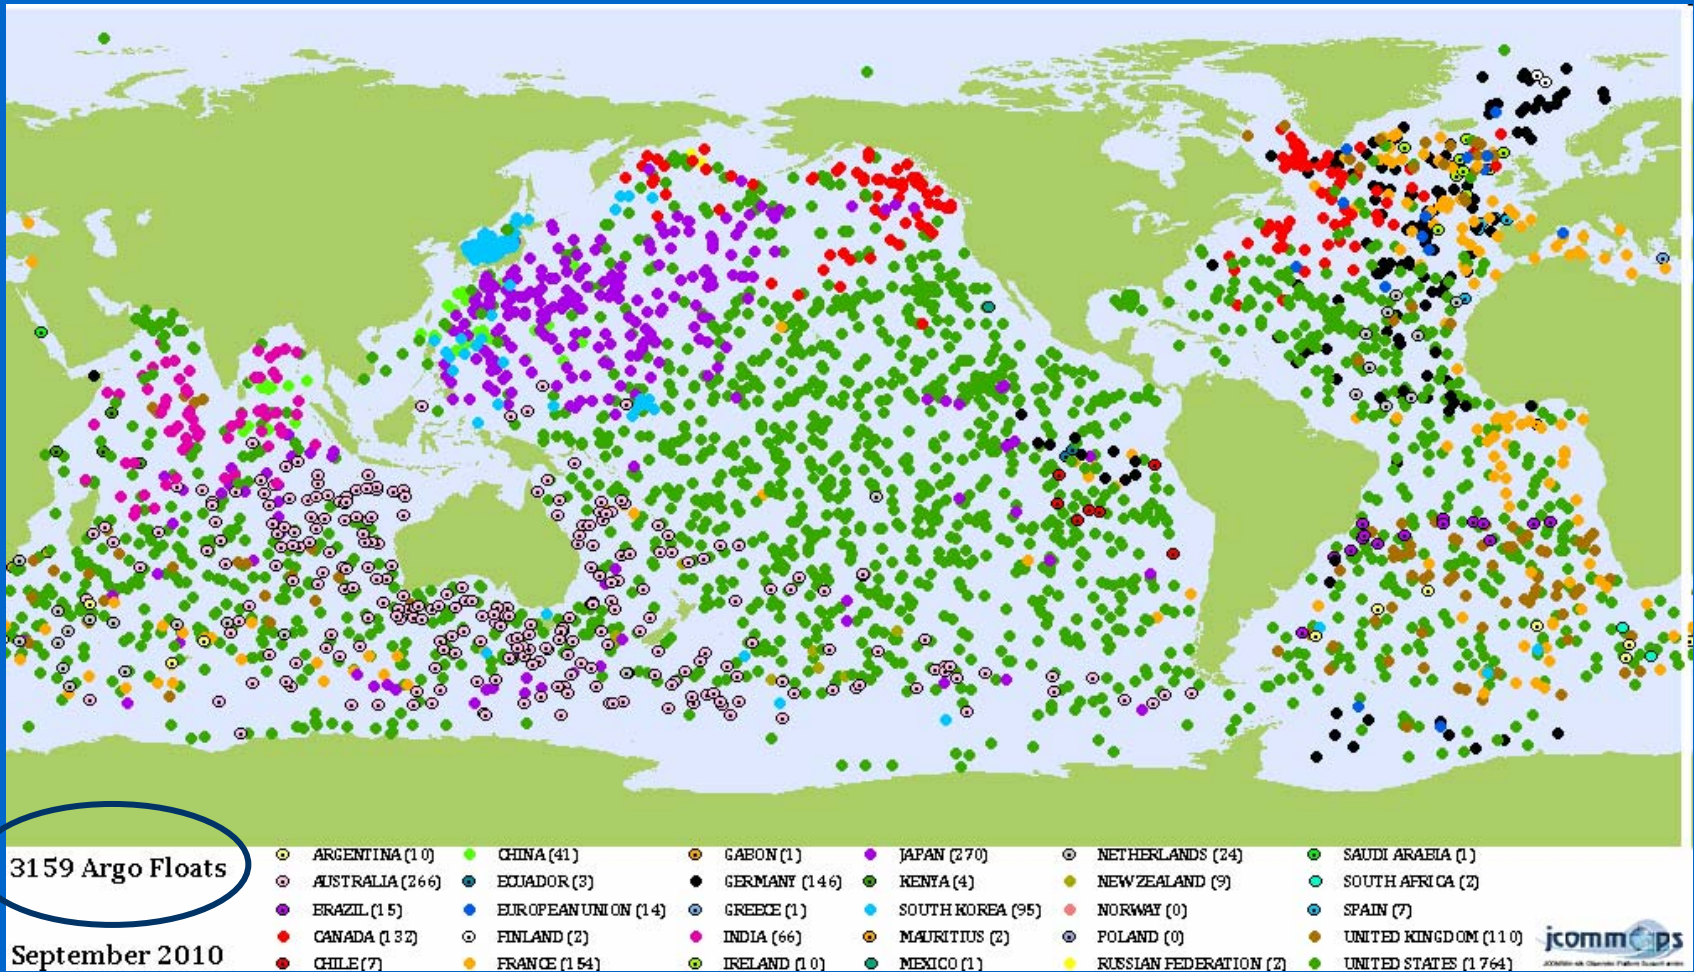 3159 Argo Floats
September 2010
ARGENTINA (10)
AUSTRALIA (266)
BRAZIL (15)
CANADA (132)
CHILE (7)
CHINA (41)
ECUADOR (3)
EUROPEAN UNION (14)
FINLAND (2)
FRANCE (154)
GABON (1)
GERMANY (146)
GREECE (1)
INDIA (66)
IRELAND (10)
JAPAN (270)
KENYA (4)
SOUTH KOREA (95)
MAURITIUS (2)
MEXICO (1)
NETHERLANDS (24)
NEW ZEALAND (9)
NORWAY (0)
POLAND (0)
RUSSIAN FEDERATION (2)
SAUDI ARABIA (1)
SOUTH AFRICA (2)
SPAIN (7)
UNITED KINGDOM (110)
UNITED STATES (1764)
jcommops